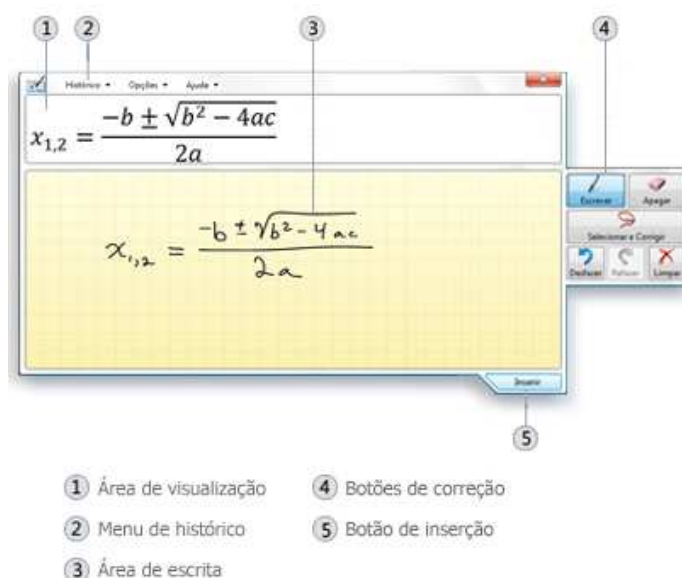 1 2 3 4
Histórico Opções Ajuda
x1,2 = (-b ± √(b² − 4ac)) / 2a
x1,2 = (-b ± √(b² − 4ac)) / 2a
Escrever Apagar
Selecionar e Corrigir
Desfazer Refazer Limpar
Inserir
5
1 Área de visualização 4 Botões de correção
2 Menu de histórico 5 Botão de inserção
3 Área de escrita